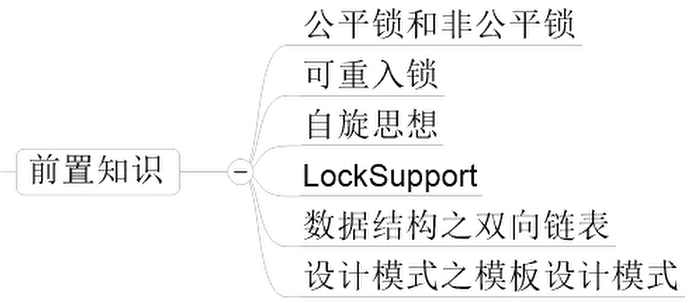 公平锁和非公平锁
可重入锁
自旋思想
前置知识
LockSupport
数据结构之双向链表
设计模式之模板设计模式